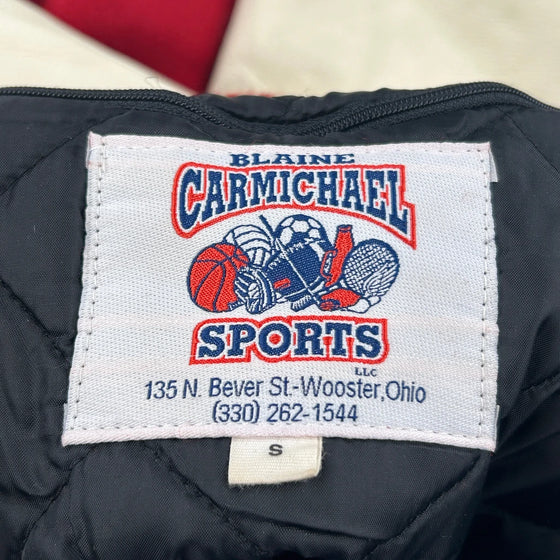 BLAINE
CARMICHAEL
SPORTS
LLC
135 N. Bever St.-Wooster,Ohio
(330) 262-1544
S